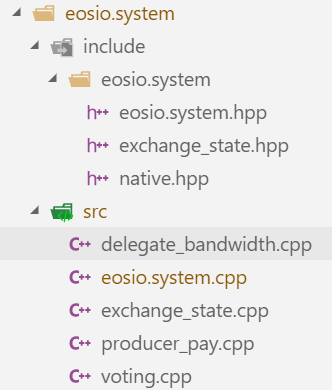 eosio.system
include
eosio.system
h++ eosio.system.hpp
h++ exchange_state.hpp
h++ native.hpp
src
C++ delegate_bandwidth.cpp
C++ eosio.system.cpp
C++ exchange_state.cpp
C++ producer_pay.cpp
C++ voting.cpp